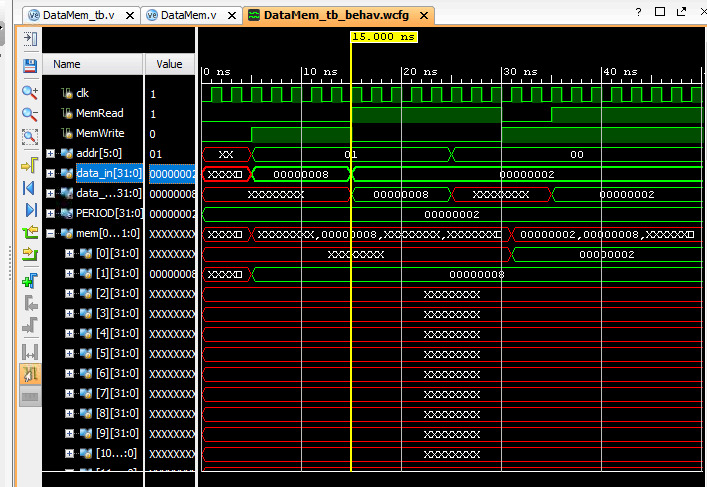 DataMem_tb.v × DataMem.v × DataMem_tb_behav.wcfg × ? □ ×
15.000 ns
Name Value 0 ns 10 ns 20 ns 30 ns 40 ns
clk 1
MemRead 1
MemWrite 0
addr[5:0] 01 XX 01 00
data_in[31:0] 00000002 XXXX 00000008 00000002
data_...31:0] 00000008 XXXXXXXX 00000008 XXXXXXXX 00000002
PERIOD[31:0] 00000002 00000002
mem[0...1:0] XXXXXXXX XXXX XXXXXXXX,00000008,XXXXXXXX,XXXXXXX 00000002,00000008,XXXXXX
[0][31:0] XXXXXXXX XXXXXXXX 00000002
[1][31:0] 00000008 XXXX 00000008
[2][31:0] XXXXXXXX XXXXXXXX
[3][31:0] XXXXXXXX XXXXXXXX
[4][31:0] XXXXXXXX XXXXXXXX
[5][31:0] XXXXXXXX XXXXXXXX
[6][31:0] XXXXXXXX XXXXXXXX
[7][31:0] XXXXXXXX XXXXXXXX
[8][31:0] XXXXXXXX XXXXXXXX
[9][31:0] XXXXXXXX XXXXXXXX
[10...:0] XXXXXXXX XXXXXXXX